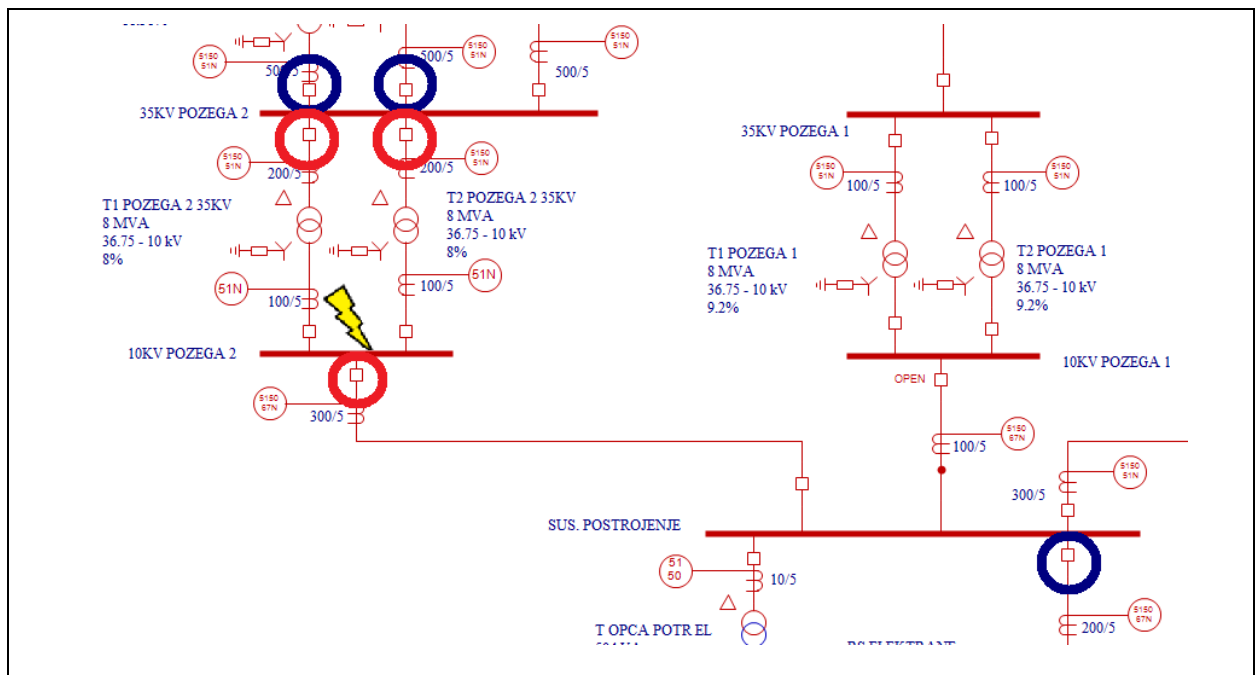 5150
51N
500/5
5150
51N
500/5
5150
51N
500/5
35KV POZEGA 2
5150
51N
200/5
5150
51N
200/5
T1 POZEGA 2 35KV
8 MVA
36.75 - 10 kV
8%
T2 POZEGA 2 35KV
8 MVA
36.75 - 10 kV
8%
51N
100/5
51N
100/5
10KV POZEGA 2
5150
67N
300/5
35KV POZEGA 1
5150
51N
100/5
5150
51N
100/5
T1 POZEGA 1
8 MVA
36.75 - 10 kV
9.2%
T2 POZEGA 1
8 MVA
36.75 - 10 kV
9.2%
10KV POZEGA 1
OPEN
5150
67N
100/5
5150
51N
300/5
SUS. POSTROJENJE
51
50
10/5
T OPCA POTR EL
5150
67N
200/5